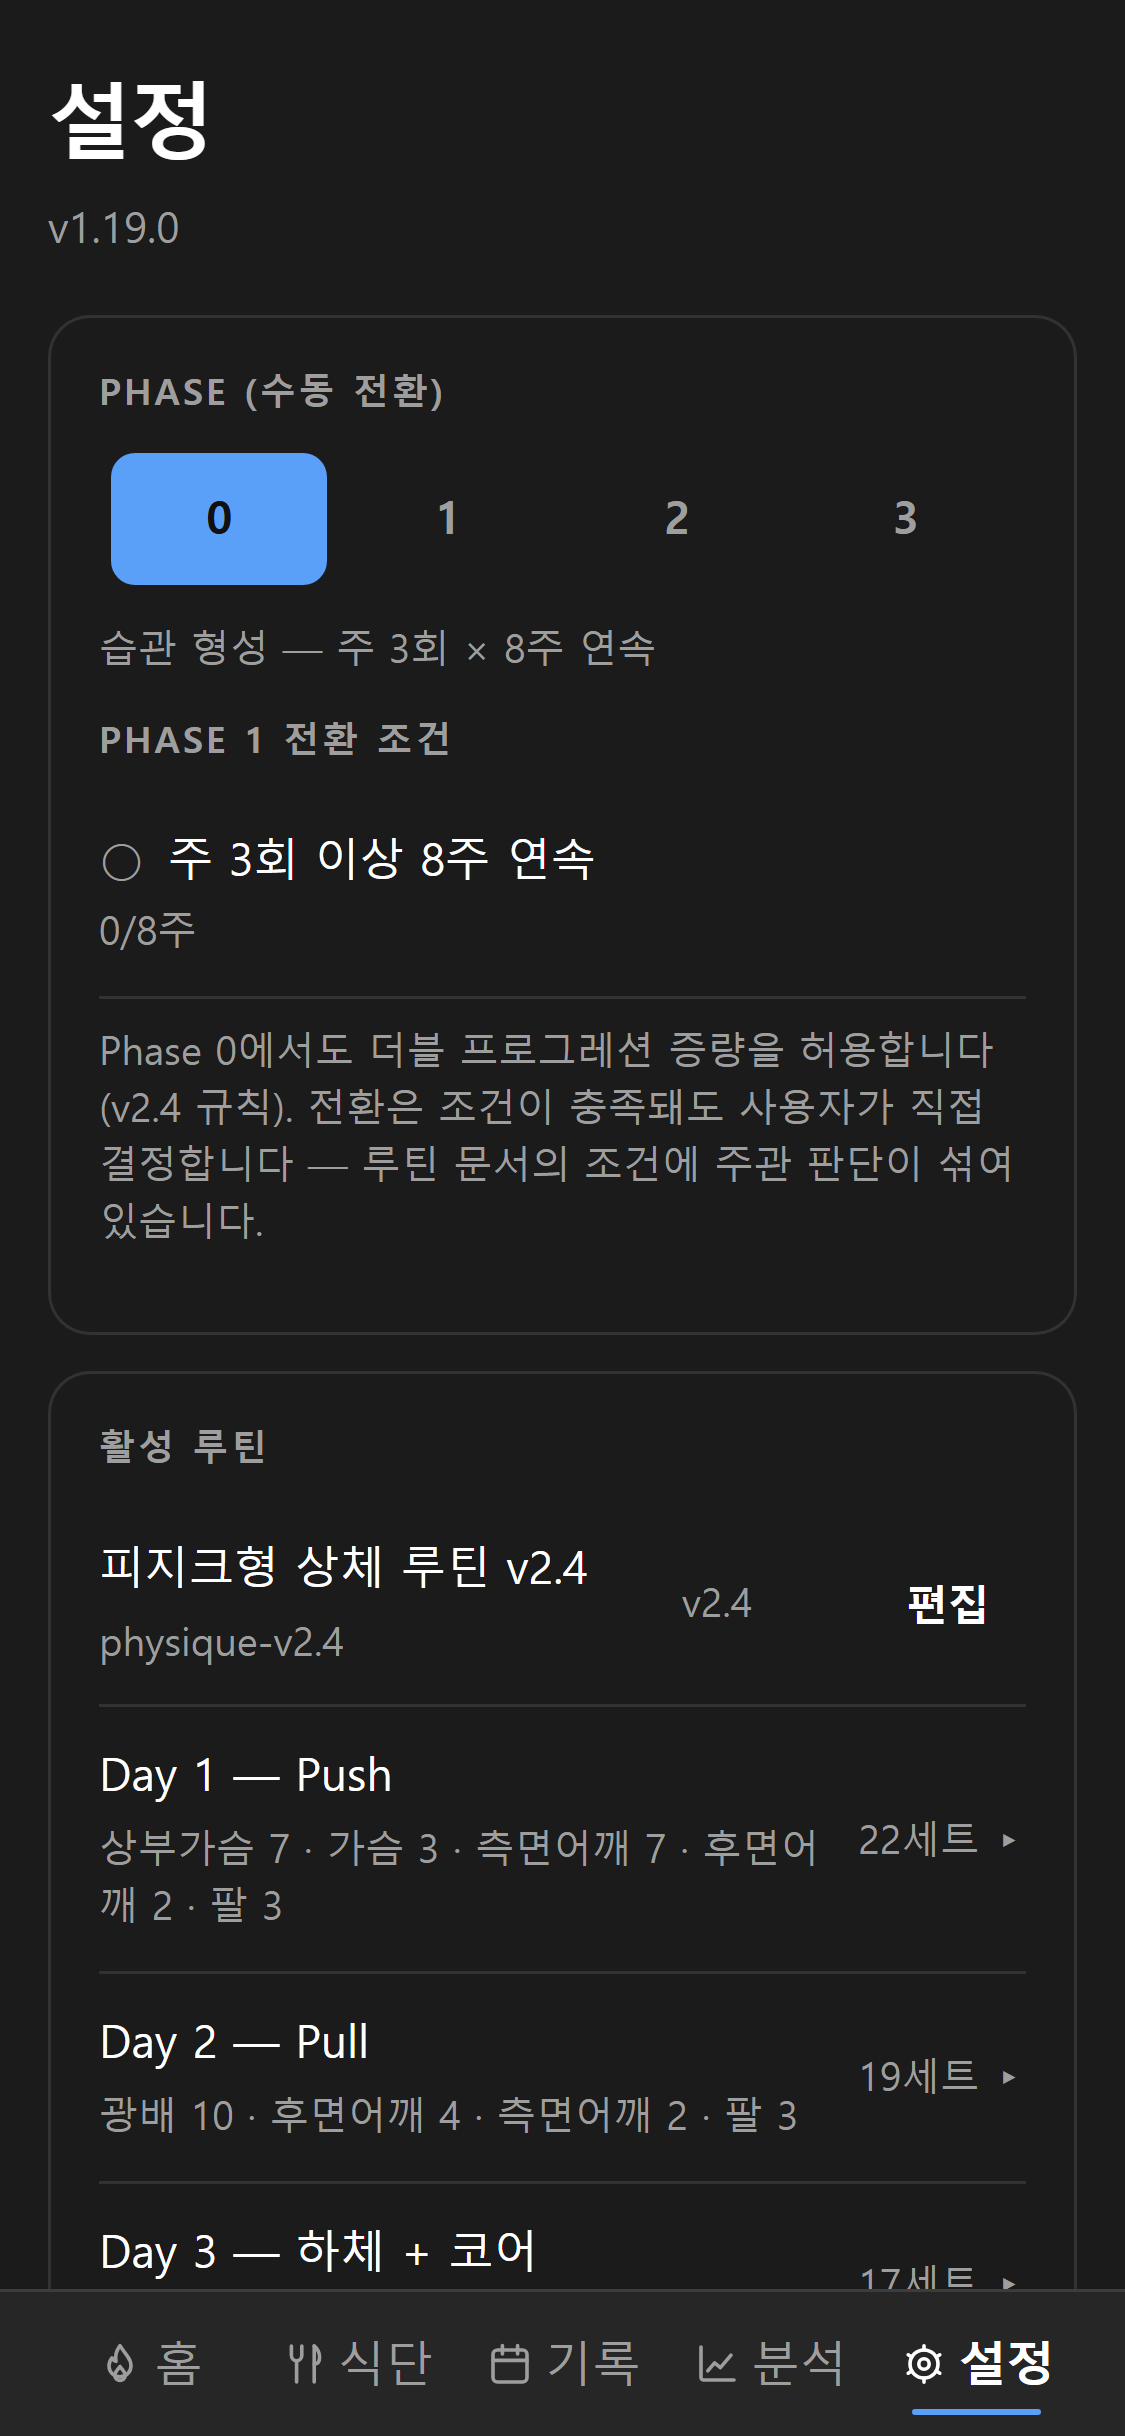 설정
v1.19.0
PHASE (수동 전환)
0 1 2 3
습관 형성 — 주 3회 × 8주 연속
PHASE 1 전환 조건
주 3회 이상 8주 연속
0/8주
Phase 0에서도 더블 프로그레션 증량을 허용합니다
(v2.4 규칙). 전환은 조건이 충족돼도 사용자가 직접
결정합니다 — 루틴 문서의 조건에 주관 판단이 섞여
있습니다.
활성 루틴
피지크형 상체 루틴 v2.4
physique-v2.4
v2.4
편집
Day 1 — Push
상부가슴 7 · 가슴 3 · 측면어깨 7 · 후면어
깨 2 · 팔 3
22세트 ▸
Day 2 — Pull
광배 10 · 후면어깨 4 · 측면어깨 2 · 팔 3
19세트 ▸
Day 3 — 하체 + 코어
17세트 ▸
홈 식단 기록 분석 설정